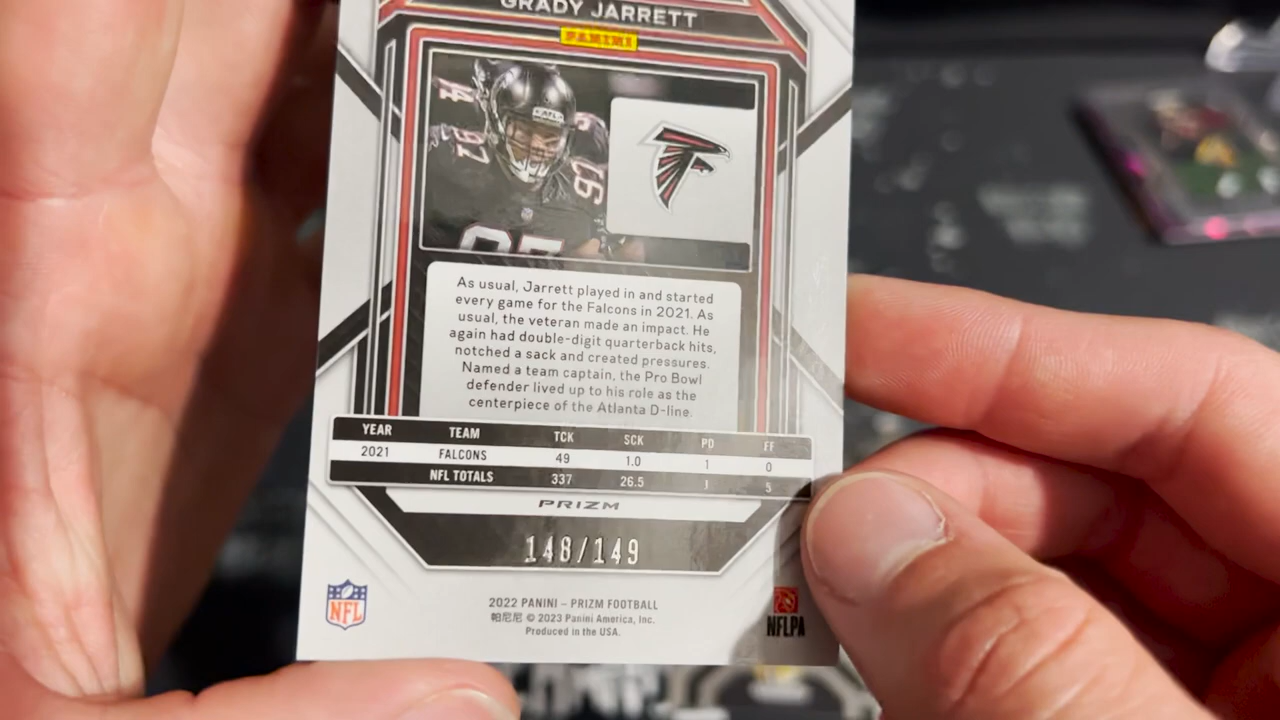 GRADY JARRETT
PANINI
97
As usual, Jarrett played in and started
every game for the Falcons in 2021. As
usual, the veteran made an impact. He
again had double-digit quarterback hits,
notched a sack and created pressures.
Named a team captain, the Pro Bowl
defender lived up to his role as the
centerpiece of the Atlanta D-line.
YEAR TEAM TCK SCK PD FF
2021 FALCONS 49 1.0 1 0
NFL TOTALS 337 26.5 5
PRIZM
148/149
NFL
2022 PANINI – PRIZM FOOTBALL
帕尼尼 © 2023 Panini America, Inc.
Produced in the USA.
NFLPA